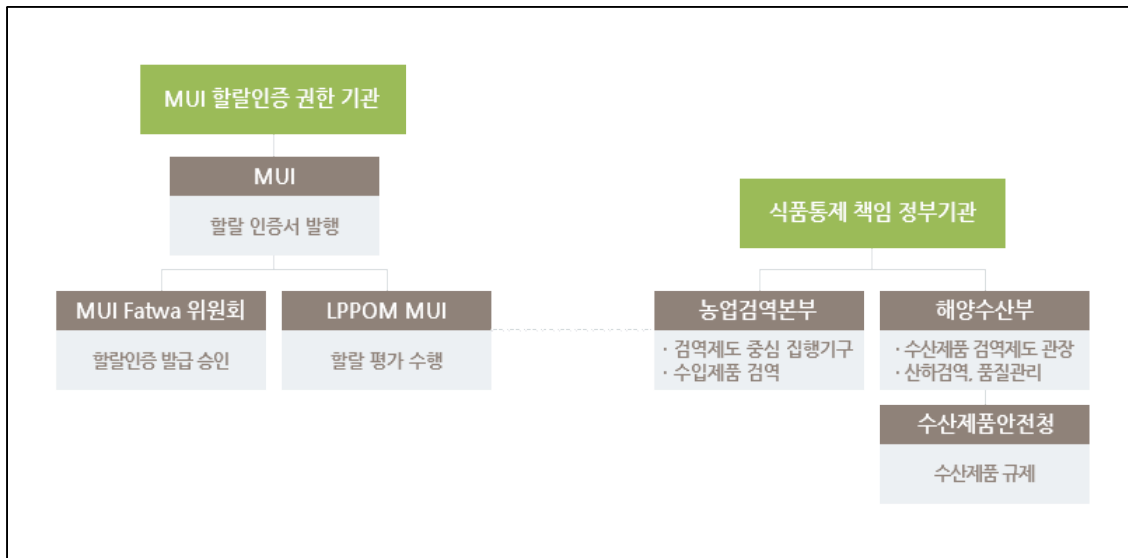 MUI 할랄인증 권한 기관
MUI
할랄 인증서 발행
MUI Fatwa 위원회
할랄인증 발급 승인
LPPOM MUI
할랄 평가 수행
식품통제 책임 정부기관
농업검역본부
· 검역제도 중심 집행기구
· 수입제품 검역
해양수산부
· 수산제품 검역제도 관장
· 산하검역, 품질관리
수산제품안전청
수산제품 규제